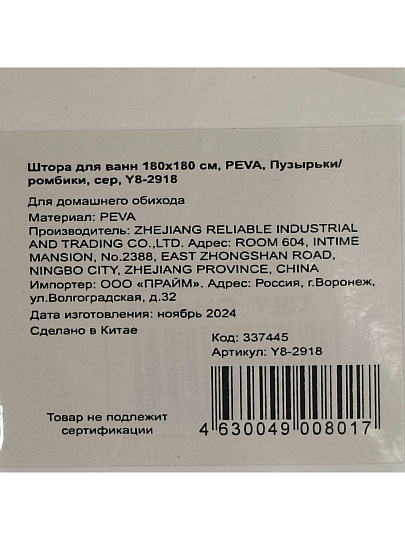 Штора для ванн 180x180 см, PEVA, Пузырьки/
ромбики, сер, Y8-2918
Для домашнего обихода
Материал: PEVA
Производитель: ZHEJIANG RELIABLE INDUSTRIAL
AND TRADING CO.,LTD. Адрес: ROOM 604, INTIME
MANSION, No.2388, EAST ZHONGSHAN ROAD,
NINGBO CITY, ZHEJIANG PROVINCE, CHINA
Импортер: ООО «ПРАЙМ». Адрес: Россия, г.Воронеж,
ул.Волгоградская, д.32
Дата изготовления: ноябрь 2024
Сделано в Китае
Код: 337445
Артикул: Y8-2918
Товар не подлежит
сертификации
4 630049 008017